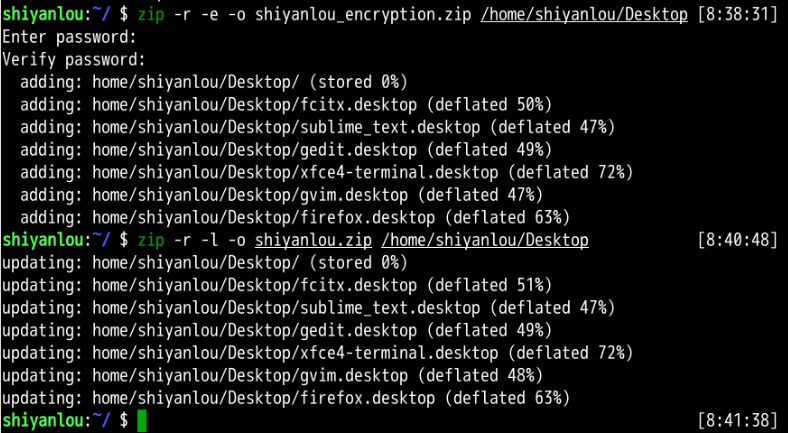 shiyanlou:~/ $ zip -r -e -o shiyanlou_encryption.zip /home/shiyanlou/Desktop [8:38:31]
Enter password:
Verify password:
  adding: home/shiyanlou/Desktop/ (stored 0%)
  adding: home/shiyanlou/Desktop/fcitx.desktop (deflated 50%)
  adding: home/shiyanlou/Desktop/sublime_text.desktop (deflated 47%)
  adding: home/shiyanlou/Desktop/gedit.desktop (deflated 49%)
  adding: home/shiyanlou/Desktop/xfce4-terminal.desktop (deflated 72%)
  adding: home/shiyanlou/Desktop/gvim.desktop (deflated 47%)
  adding: home/shiyanlou/Desktop/firefox.desktop (deflated 63%)
shiyanlou:~/ $ zip -r -l -o shiyanlou.zip /home/shiyanlou/Desktop [8:40:48]
updating: home/shiyanlou/Desktop/ (stored 0%)
updating: home/shiyanlou/Desktop/fcitx.desktop (deflated 51%)
updating: home/shiyanlou/Desktop/sublime_text.desktop (deflated 47%)
updating: home/shiyanlou/Desktop/gedit.desktop (deflated 49%)
updating: home/shiyanlou/Desktop/xfce4-terminal.desktop (deflated 72%)
updating: home/shiyanlou/Desktop/gvim.desktop (deflated 48%)
updating: home/shiyanlou/Desktop/firefox.desktop (deflated 63%)
shiyanlou:~/ $ [8:41:38]